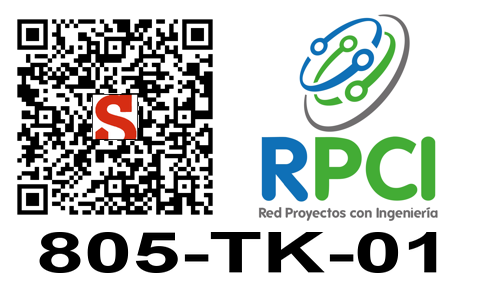 S
RPCI
Red Proyectos con Ingeniería
805-TK-01